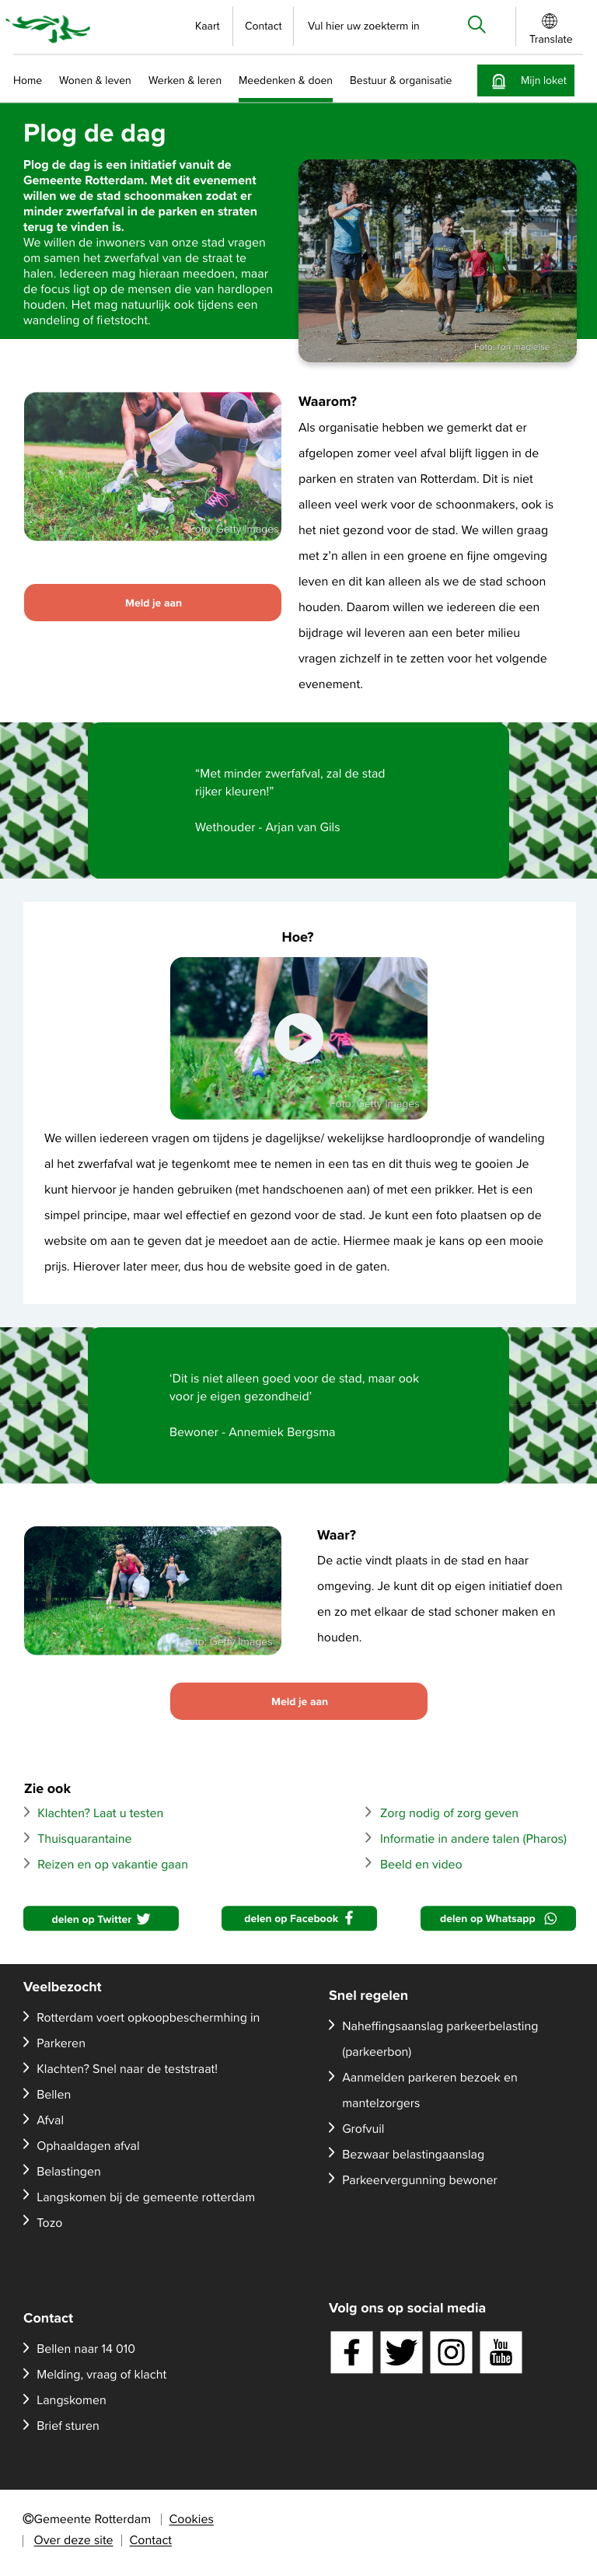 Kaart
Contact
Vul hier uw zoekterm in
Translate
Home
Wonen & leven
Werken & leren
Meedenken & doen
Bestuur & organisatie
Mijn loket
Plog de dag
Plog de dag is een initiatief vanuit de
Gemeente Rotterdam. Met dit evenement
willen we de stad schoonmaken zodat er
minder zwerfafval in de parken en straten
terug te vinden is.
We willen de inwoners van onze stad vragen
om samen het zwerfafval van de straat te
halen. Iedereen mag hieraan meedoen, maar
de focus ligt op de mensen die van hardlopen
houden. Het mag natuurlijk ook tijdens een
wandeling of fietstocht.
Foto: fon maglelse
Foto: Getty Images
Meld je aan
Waarom?
Als organisatie hebben we gemerkt dat er
afgelopen zomer veel afval blijft liggen in de
parken en straten van Rotterdam. Dit is niet
alleen veel werk voor de schoonmakers, ook is
het niet gezond voor de stad. We willen graag
met z'n allen in een groene en fijne omgeving
leven en dit kan alleen als we de stad schoon
houden. Daarom willen we iedereen die een
bijdrage wil leveren aan een beter milieu
vragen zichzelf in te zetten voor het volgende
evenement.
“Met minder zwerfafval, zal de stad
rijker kleuren!”
Wethouder - Arjan van Gils
Hoe?
Foto: Getty Images
We willen iedereen vragen om tijdens je dagelijkse/ wekelijkse hardlooprondje of wandeling
al het zwerfafval wat je tegenkomt mee te nemen in een tas en dit thuis weg te gooien Je
kunt hiervoor je handen gebruiken (met handschoenen aan) of met een prikker. Het is een
simpel principe, maar wel effectief en gezond voor de stad. Je kunt een foto plaatsen op de
website om aan te geven dat je meedoet aan de actie. Hiermee maak je kans op een mooie
prijs. Hierover later meer, dus hou de website goed in de gaten.
‘Dit is niet alleen goed voor de stad, maar ook
voor je eigen gezondheid’
Bewoner - Annemiek Bergsma
Foto: Getty Images
Waar?
De actie vindt plaats in de stad en haar
omgeving. Je kunt dit op eigen initiatief doen
en zo met elkaar de stad schoner maken en
houden.
Meld je aan
Zie ook
Klachten? Laat u testen
Thuisquarantaine
Reizen en op vakantie gaan
Zorg nodig of zorg geven
Informatie in andere talen (Pharos)
Beeld en video
delen op Twitter
delen op Facebook
delen op Whatsapp
Veelbezocht
Rotterdam voert opkoopbeschermhing in
Parkeren
Klachten? Snel naar de teststraat!
Bellen
Afval
Ophaaldagen afval
Belastingen
Langskomen bij de gemeente rotterdam
Tozo
Snel regelen
Naheffingsaanslag parkeerbelasting
(parkeerbon)
Aanmelden parkeren bezoek en
mantelzorgers
Grofvuil
Bezwaar belastingaanslag
Parkeervergunning bewoner
Contact
Bellen naar 14 010
Melding, vraag of klacht
Langskomen
Brief sturen
Volg ons op social media
You
Tube
©Gemeente Rotterdam | Cookies
| Over deze site | Contact